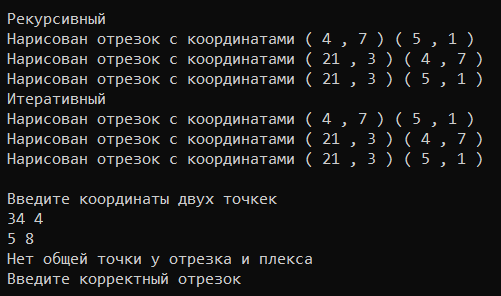 Рекурсивный
Нарисован отрезок с координатами ( 4 , 7 ) ( 5 , 1 )
Нарисован отрезок с координатами ( 21 , 3 ) ( 4 , 7 )
Нарисован отрезок с координатами ( 21 , 3 ) ( 5 , 1 )
Итеративный
Нарисован отрезок с координатами ( 4 , 7 ) ( 5 , 1 )
Нарисован отрезок с координатами ( 21 , 3 ) ( 4 , 7 )
Нарисован отрезок с координатами ( 21 , 3 ) ( 5 , 1 )
Введите координаты двух точкек
34 4
5 8
Нет общей точки у отрезка и плекса
Введите корректный отрезок